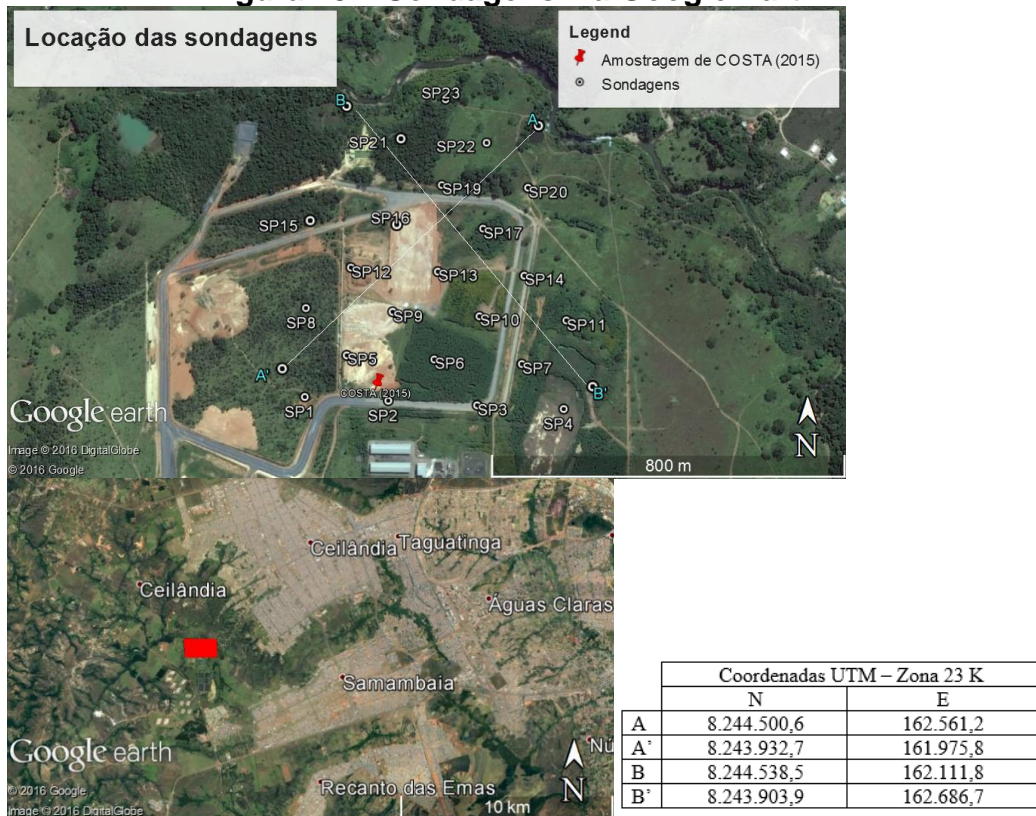 Locação das sondagens
Legend
Amostragem de COSTA (2015)
Sondagens
SP23
B
A
SP21
SP22
SP19
SP20
SP15
SP16
SP17
SP12
SP13
SP14
SP8
SP9
SP10
SP11
SP5
SP6
SP7
A'
COSTA (2015)
B'
SP1
SP2
SP3
SP4
Google earth
N
Image © 2016 DigitalGlobe
© 2016 Google
800 m
Ceilândia
Taguatinga
Ceilândia
Águas Claras
Samambaia
Google earth
Recanto das Emas
N
Nú
© 2016 Google
Image © 2016 DigitalGlobe
10 km
Coordenadas UTM – Zona 23 K
N E
A 8.244.500,6 162.561,2
A' 8.243.932,7 161.975,8
B 8.244.538,5 162.111,8
B' 8.243.903,9 162.686,7